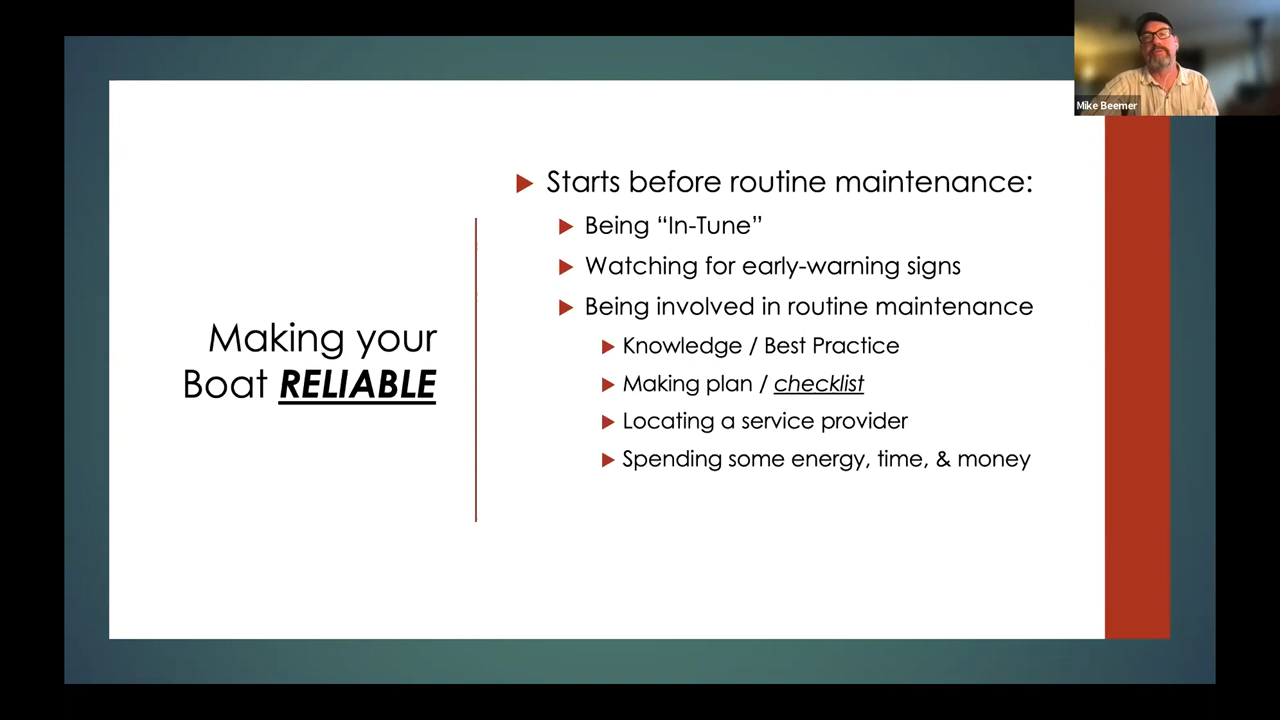 Mike Beemer
Making your
Boat RELIABLE
Starts before routine maintenance:
Being “In-Tune”
Watching for early-warning signs
Being involved in routine maintenance
Knowledge / Best Practice
Making plan / checklist
Locating a service provider
Spending some energy, time, & money